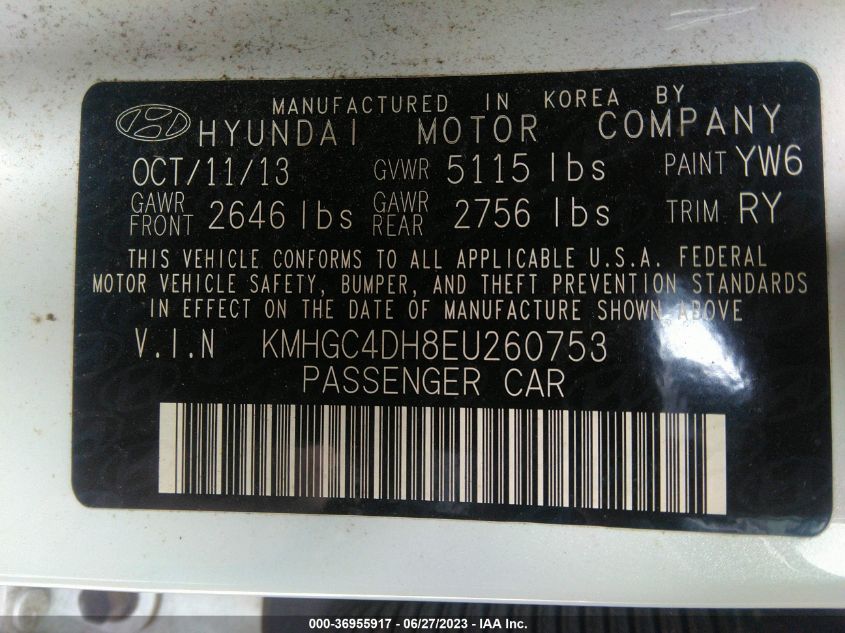 MANUFACTURED IN KOREA BY
HYUNDAI MOTOR COMPANY
OCT/11/13 GVWR 5115 lbs PAINT YW6
GAWR FRONT 2646 lbs GAWR REAR 2756 lbs TRIM RY
THIS VEHICLE CONFORMS TO ALL APPLICABLE U.S.A. FEDERAL
MOTOR VEHICLE SAFETY, BUMPER, AND THEFT PREVENTION STANDARDS
IN EFFECT ON THE DATE OF MANUFACTURE SHOWN ABOVE
V.I.N KMHGC4DH8EU260753
PASSENGER CAR
000-36955917 - 06/27/2023 - IAA Inc.